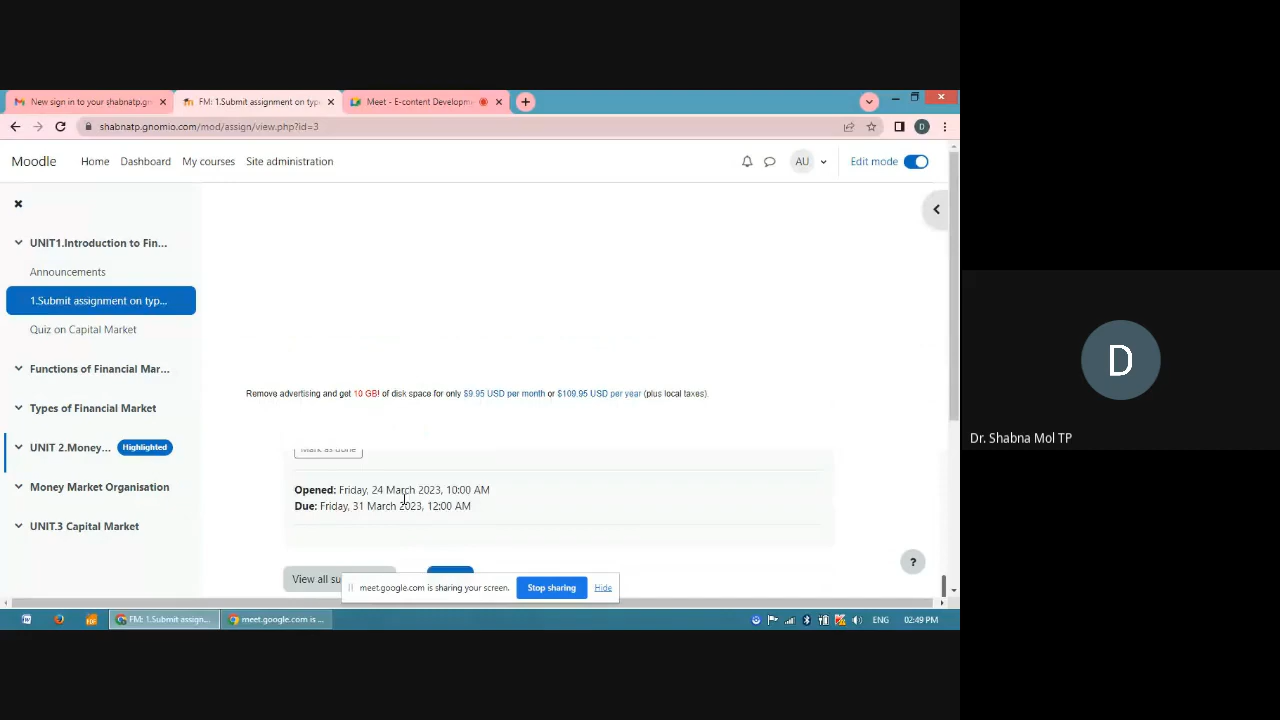 New sign in to your shabnatp.gn
FM: 1.Submit assignment on type
Meet - E-content Developm
shabnatp.gnomio.com/mod/assign/view.php?id=3
D
Moodle
Home
Dashboard
My courses
Site administration
AU
Edit mode
UNIT1.Introduction to Fin...
Announcements
1.Submit assignment on typ...
Quiz on Capital Market
Functions of Financial Mar...
Types of Financial Market
UNIT 2.Money...
Highlighted
Money Market Organisation
UNIT.3 Capital Market
Remove advertising and get 10 GB! of disk space for only $9.95 USD per month or $109.95 USD per year (plus local taxes).
Mark as done
Opened: Friday, 24 March 2023, 10:00 AM
Due: Friday, 31 March 2023, 12:00 AM
View all su
?
meet.google.com is sharing your screen.
Stop sharing
Hide
FM: 1.Submit assign...
meet.google.com is ...
ENG
02:49 PM
D
Dr. Shabna Mol TP